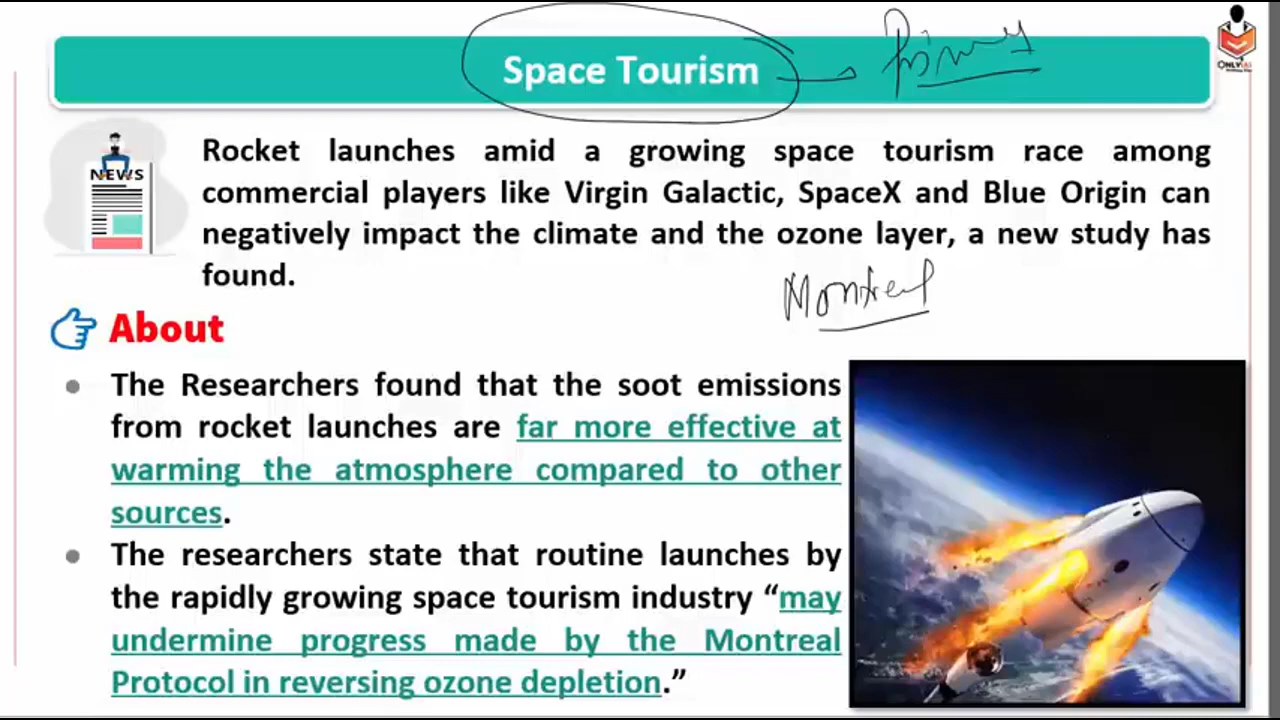 Space Tourism
ONLYIAS
NEWS
Rocket launches amid a growing space tourism race among
commercial players like Virgin Galactic, SpaceX and Blue Origin can
negatively impact the climate and the ozone layer, a new study has
found.
Montreal
About
The Researchers found that the soot emissions
from rocket launches are far more effective at
warming the atmosphere compared to other
sources.
The researchers state that routine launches by
the rapidly growing space tourism industry “may
undermine progress made by the Montreal
Protocol in reversing ozone depletion.”